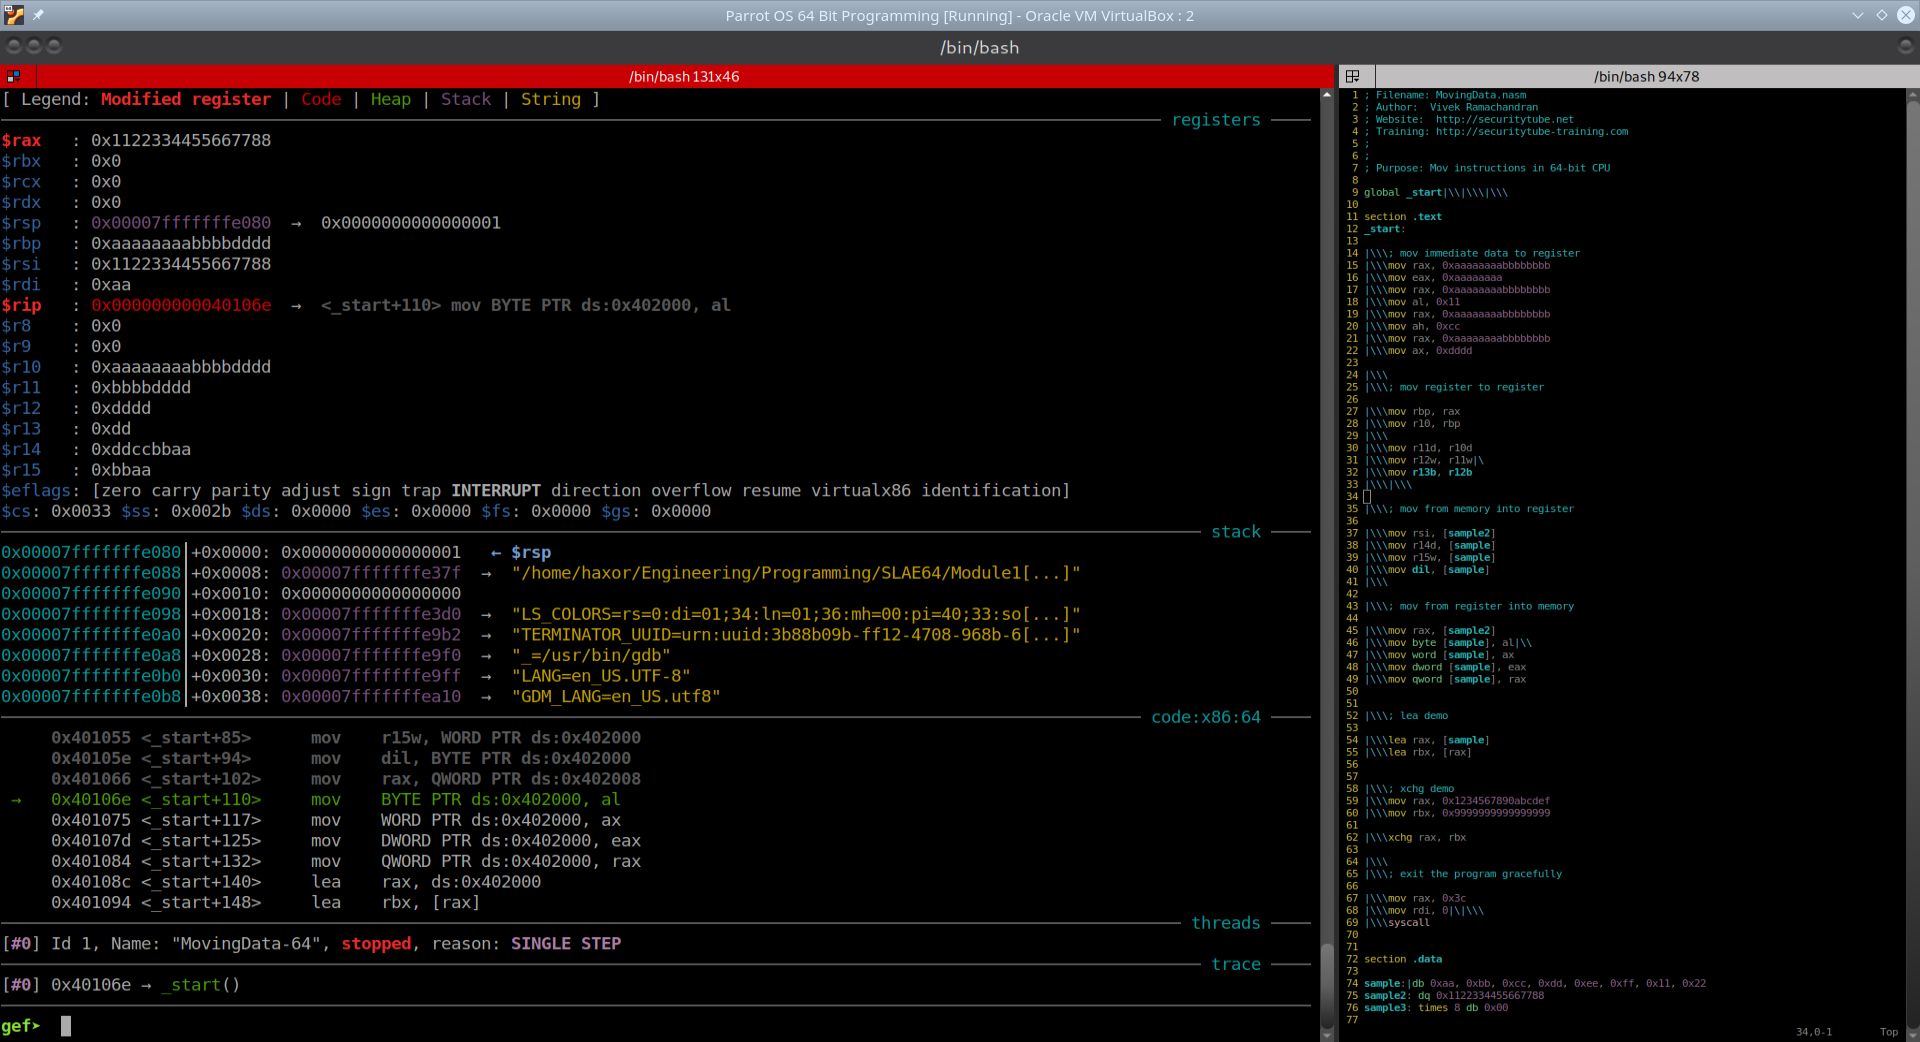 Parrot OS 64 Bit Programming [Running] - Oracle VM VirtualBox : 2
/bin/bash
/bin/bash 131x46
[ Legend: Modified register | Code | Heap | Stack | String ]
registers
$rax   : 0x1122334455667788
$rbx   : 0x0
$rcx   : 0x0
$rdx   : 0x0
$rsp   : 0x00007fffffffe080  →  0x0000000000000001
$rbp   : 0xaaaaaaaabbbbdddd
$rsi   : 0x1122334455667788
$rdi   : 0xaa
$rip   : 0x000000000040106e  →  <_start+110> mov BYTE PTR ds:0x402000, al
$r8    : 0x0
$r9    : 0x0
$r10   : 0xaaaaaaaabbbbdddd
$r11   : 0xbbbbdddd
$r12   : 0xdddd
$r13   : 0xdd
$r14   : 0xddccbbaa
$r15   : 0xbbaa
$eflags: [zero carry parity adjust sign trap INTERRUPT direction overflow resume virtualx86 identification]
$cs: 0x0033 $ss: 0x002b $ds: 0x0000 $es: 0x0000 $fs: 0x0000 $gs: 0x0000
stack
0x00007fffffffe080│+0x0000: 0x0000000000000001   ← $rsp
0x00007fffffffe088│+0x0008: 0x00007fffffffe37f  →  "/home/haxor/Engineering/Programming/SLAE64/Module1[...]"
0x00007fffffffe090│+0x0010: 0x0000000000000000
0x00007fffffffe098│+0x0018: 0x00007fffffffe3d0  →  "LS_COLORS=rs=0:di=01;34:ln=01;36:mh=00:pi=40;33:so[...]"
0x00007fffffffe0a0│+0x0020: 0x00007fffffffe9b2  →  "TERMINATOR_UUID=urn:uuid:3b88b09b-ff12-4708-968b-6[...]"
0x00007fffffffe0a8│+0x0028: 0x00007fffffffe9f0  →  "_=/usr/bin/gdb"
0x00007fffffffe0b0│+0x0030: 0x00007fffffffe9ff  →  "LANG=en_US.UTF-8"
0x00007fffffffe0b8│+0x0038: 0x00007fffffffea10  →  "GDM_LANG=en_US.utf8"
code:x86:64
0x401055 <_start+85>      mov    r15w, WORD PTR ds:0x402000
0x40105e <_start+94>      mov    dil, BYTE PTR ds:0x402000
0x401066 <_start+102>     mov    rax, QWORD PTR ds:0x402008
→   0x40106e <_start+110>     mov    BYTE PTR ds:0x402000, al
0x401075 <_start+117>     mov    WORD PTR ds:0x402000, ax
0x40107d <_start+125>     mov    DWORD PTR ds:0x402000, eax
0x401084 <_start+132>     mov    QWORD PTR ds:0x402000, rax
0x40108c <_start+140>     lea    rax, ds:0x402000
0x401094 <_start+148>     lea    rbx, [rax]
threads
[#0] Id 1, Name: "MovingData-64", stopped, reason: SINGLE STEP
trace
[#0] 0x40106e → _start()
gef➤
/bin/bash 94x78
1 ; Filename: MovingData.nasm
2 ; Author:  Vivek Ramachandran
3 ; Website:  http://securitytube.net
4 ; Training: http://securitytube-training.com
5 ;
6 ;
7 ; Purpose: Mov instructions in 64-bit CPU
8
9 global _start|\\|\\\|\\\
10
11 section .text
12 _start:
13
14 |\\\; mov immediate data to register
15 |\\\mov rax, 0xaaaaaaaabbbbbbbb
16 |\\\mov eax, 0xaaaaaaaa
17 |\\\mov rax, 0xaaaaaaaabbbbbbbb
18 |\\\mov al, 0x11
19 |\\\mov rax, 0xaaaaaaaabbbbbbbb
20 |\\\mov ah, 0xcc
21 |\\\mov rax, 0xaaaaaaaabbbbbbbb
22 |\\\mov ax, 0xdddd
23
24 |\\\
25 |\\\; mov register to register
26
27 |\\\mov rbp, rax
28 |\\\mov r10, rbp
29 |\\\
30 |\\\mov r11d, r10d
31 |\\\mov r12w, r11w|\
32 |\\\mov r13b, r12b
33 |\\\|\\\
34
35 |\\\; mov from memory into register
36
37 |\\\mov rsi, [sample2]
38 |\\\mov r14d, [sample]
39 |\\\mov r15w, [sample]
40 |\\\mov dil, [sample]
41 |\\\
42
43 |\\\; mov from register into memory
44
45 |\\\mov rax, [sample2]
46 |\\\mov byte [sample], al|\\
47 |\\\mov word [sample], ax
48 |\\\mov dword [sample], eax
49 |\\\mov qword [sample], rax
50
51
52 |\\\; lea demo
53
54 |\\\lea rax, [sample]
55 |\\\lea rbx, [rax]
56
57
58 |\\\; xchg demo
59 |\\\mov rax, 0x1234567890abcdef
60 |\\\mov rbx, 0x9999999999999999
61
62 |\\\xchg rax, rbx
63
64 |\\\
65 |\\\; exit the program gracefully
66
67 |\\\mov rax, 0x3c
68 |\\\mov rdi, 0|\|\\\
69 |\\\syscall
70
71
72 section .data
73
74 sample:|db 0xaa, 0xbb, 0xcc, 0xdd, 0xee, 0xff, 0x11, 0x22
75 sample2: dq 0x1122334455667788
76 sample3: times 8 db 0x00
77
34,0-1        Top